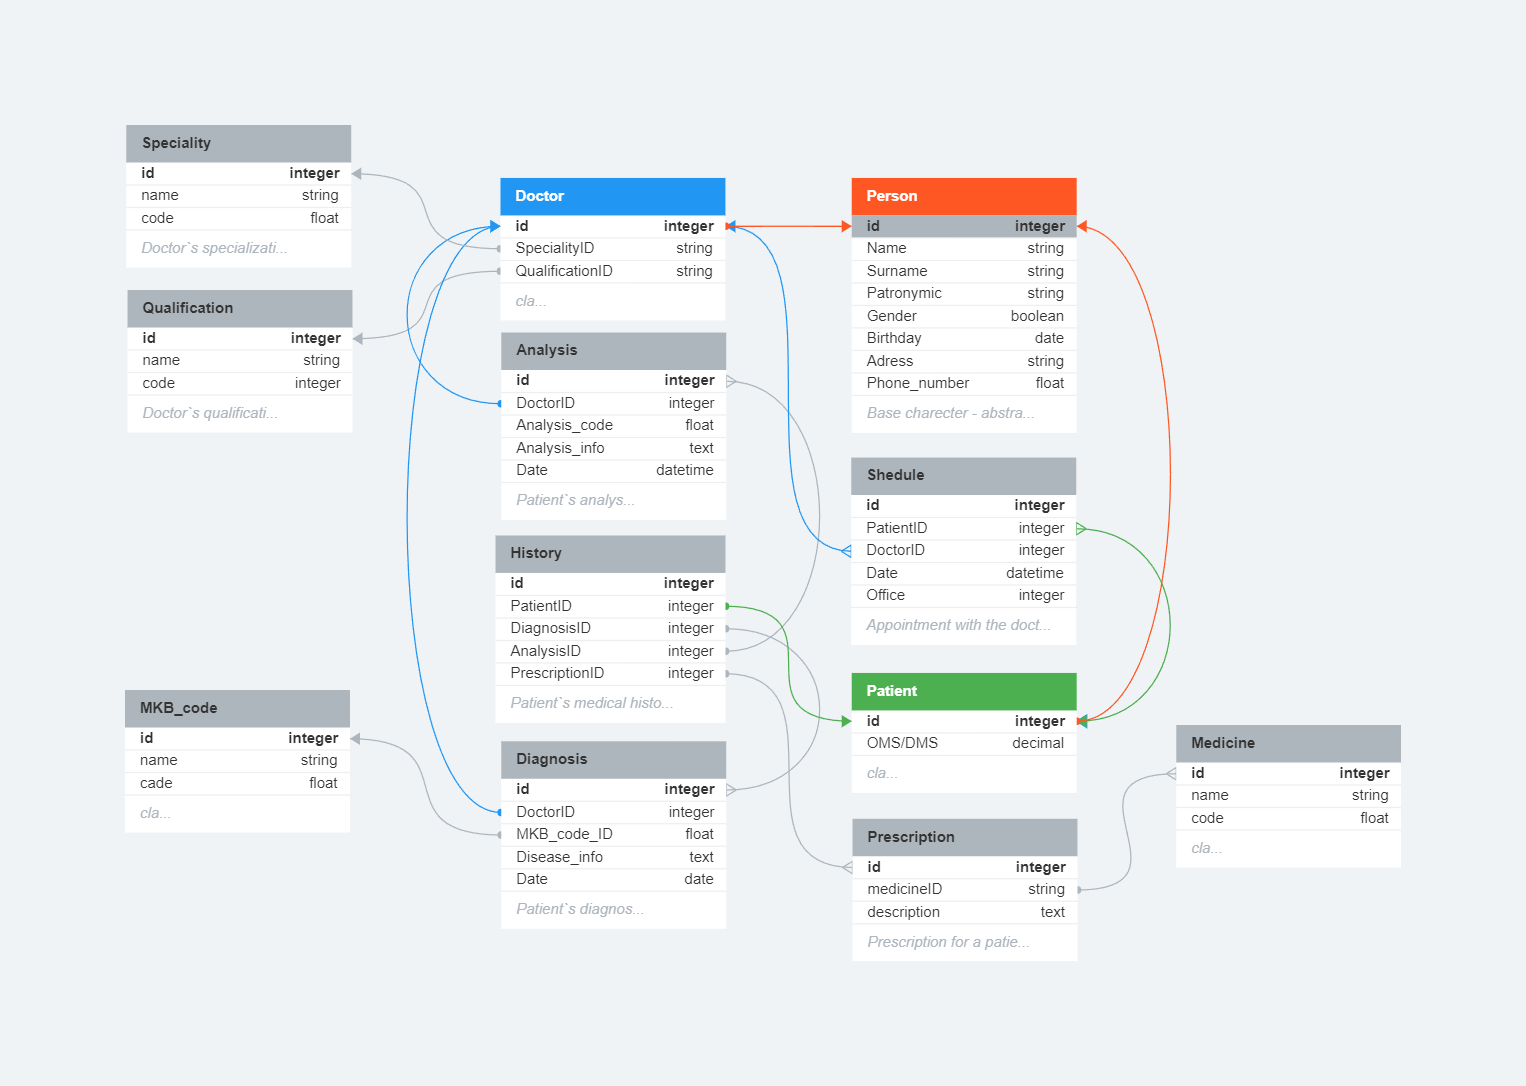 Speciality
id integer
name string
code float
Doctor`s specializati...
Qualification
id integer
name string
code integer
Doctor`s qualificati...
MKB_code
id integer
name string
cade float
cla...
Doctor
id integer
SpecialityID string
QualificationID string
cla...
Analysis
id integer
DoctorID integer
Analysis_code float
Analysis_info text
Date datetime
Patient`s analys...
History
id integer
PatientID integer
DiagnosisID integer
AnalysisID integer
PrescriptionID integer
Patient`s medical histo...
Diagnosis
id integer
DoctorID integer
MKB_code_ID float
Disease_info text
Date date
Patient`s diagnos...
Person
id integer
Name string
Surname string
Patronymic string
Gender boolean
Birthday date
Adress string
Phone_number float
Base charecter - abstra...
Shedule
id integer
PatientID integer
DoctorID integer
Date datetime
Office integer
Appointment with the doct...
Patient
id integer
OMS/DMS decimal
cla...
Prescription
id integer
medicineID string
description text
Prescription for a patie...
Medicine
id integer
name string
code float
cla...